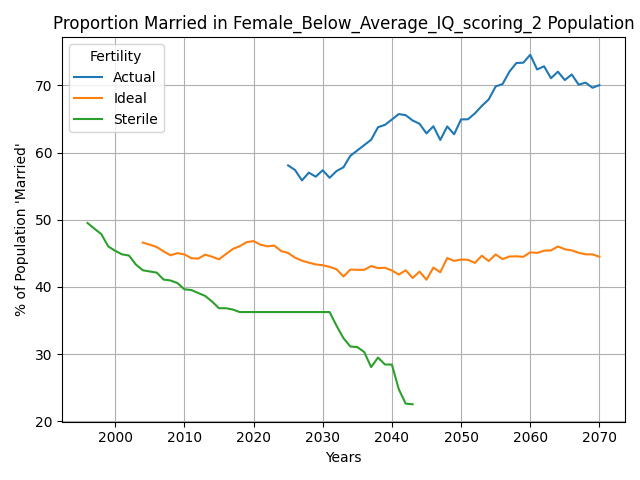 Proportion Married in Female_Below_Average_IQ_scoring_2 Population
Fertility
Actual
Ideal
Sterile
% of Population 'Married'
70
60
50
40
30
20
2000 2010 2020 2030 2040 2050 2060 2070
Years